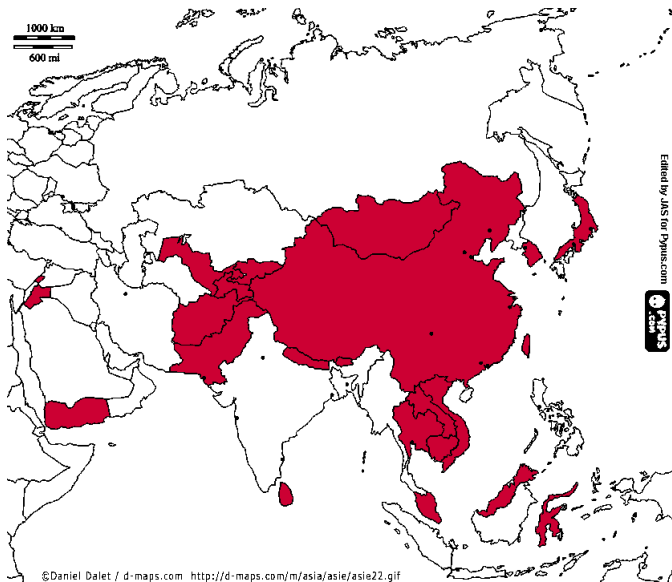 1000 km
600 mi
Edited by JAS for Pypus.com
PYPUS
.COM
©Daniel Dalet / d-maps.com http://d-maps.com/m/asia/asie/asie22.gif